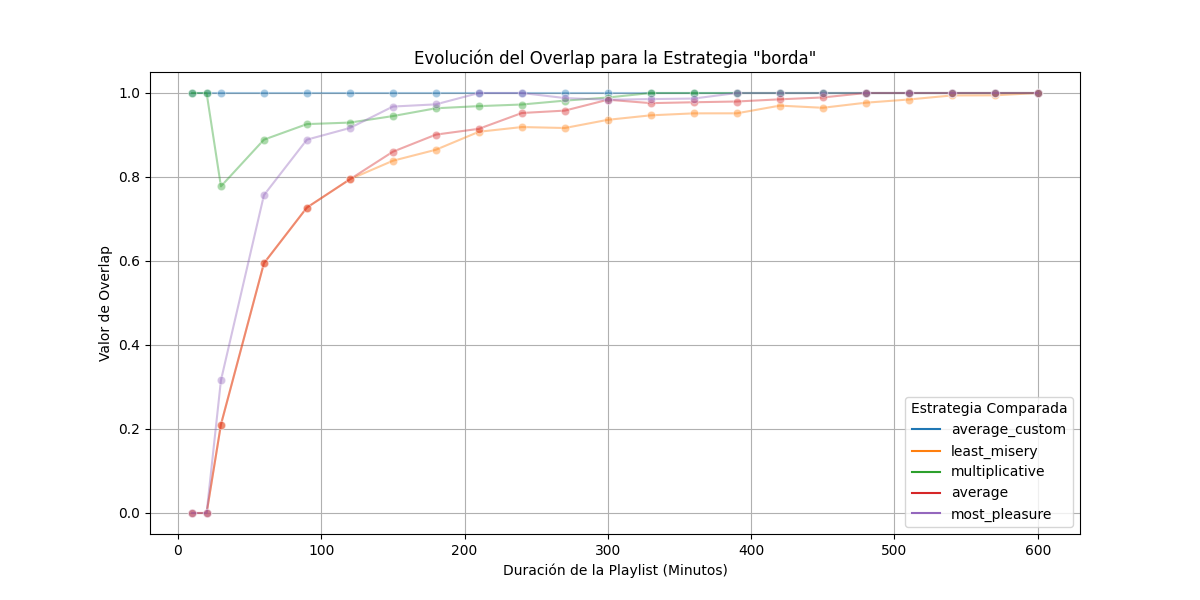 Evolución del Overlap para la Estrategia "borda"
Valor de Overlap
1.0
0.8
0.6
0.4
0.2
0.0
0 100 200 300 400 500 600
Duración de la Playlist (Minutos)
Estrategia Comparada
average_custom
least_misery
multiplicative
average
most_pleasure